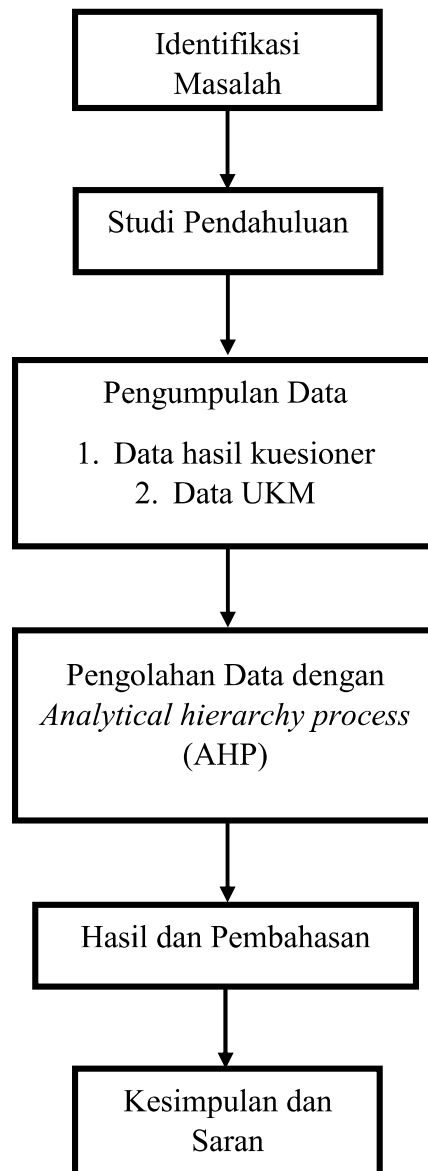 Identifikasi
Masalah
Studi Pendahuluan
Pengumpulan Data
1. Data hasil kuesioner
2. Data UKM
Pengolahan Data dengan
Analytical hierarchy process
(AHP)
Hasil dan Pembahasan
Kesimpulan dan
Saran